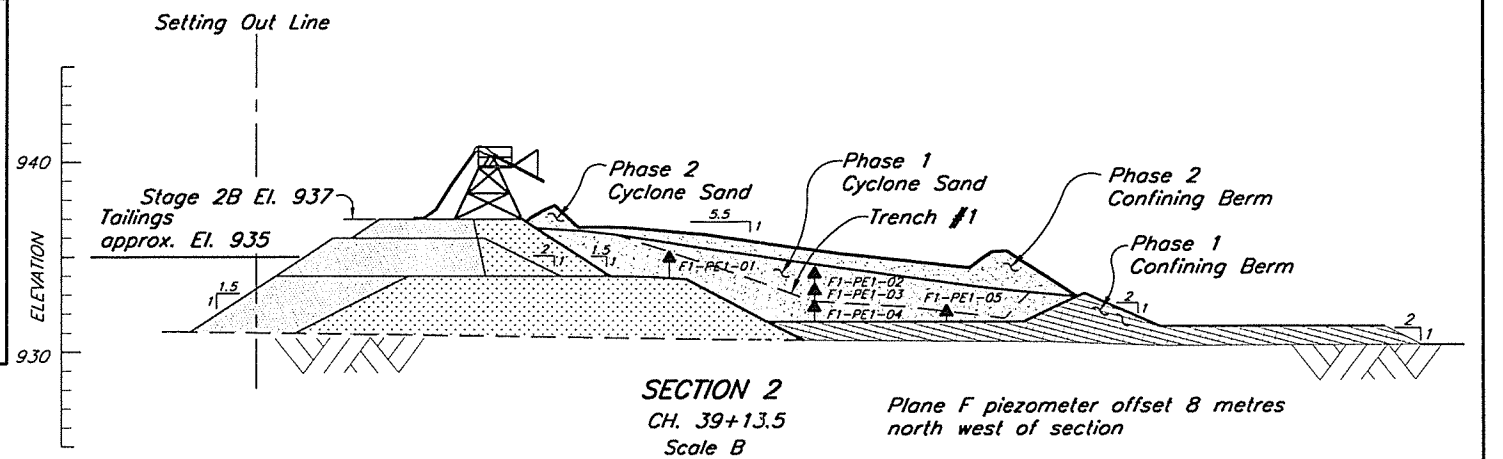 Setting Out Line
940
Stage 2B El. 937
Tailings
approx. El. 935
ELEVATION
930
1.5
1
Phase 2
Cyclone Sand
5.5
1
Phase 1
Cyclone Sand
Trench #1
Phase 2
Confining Berm
Phase 1
Confining Berm
2
1
1.5
1
F1-PE1-01
F1-PE1-02
F1-PE1-03
F1-PE1-04
F1-PE1-05
2
1
2
1
SECTION 2
CH. 39+13.5
Scale B
Plane F piezometer offset 8 metres
north west of section